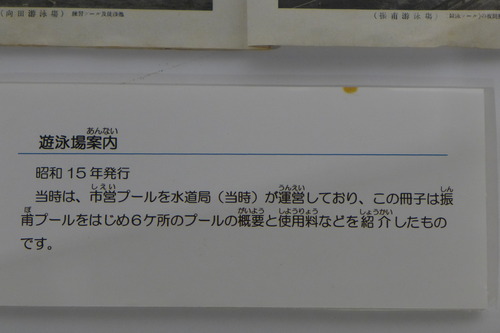 遊泳場案内
昭和15年発行
当時は、市営プールを水道局（当時）が運営しており、この冊子は振
甫プールをはじめ6ケ所のプールの概要と使用料などを紹介したもの
です。